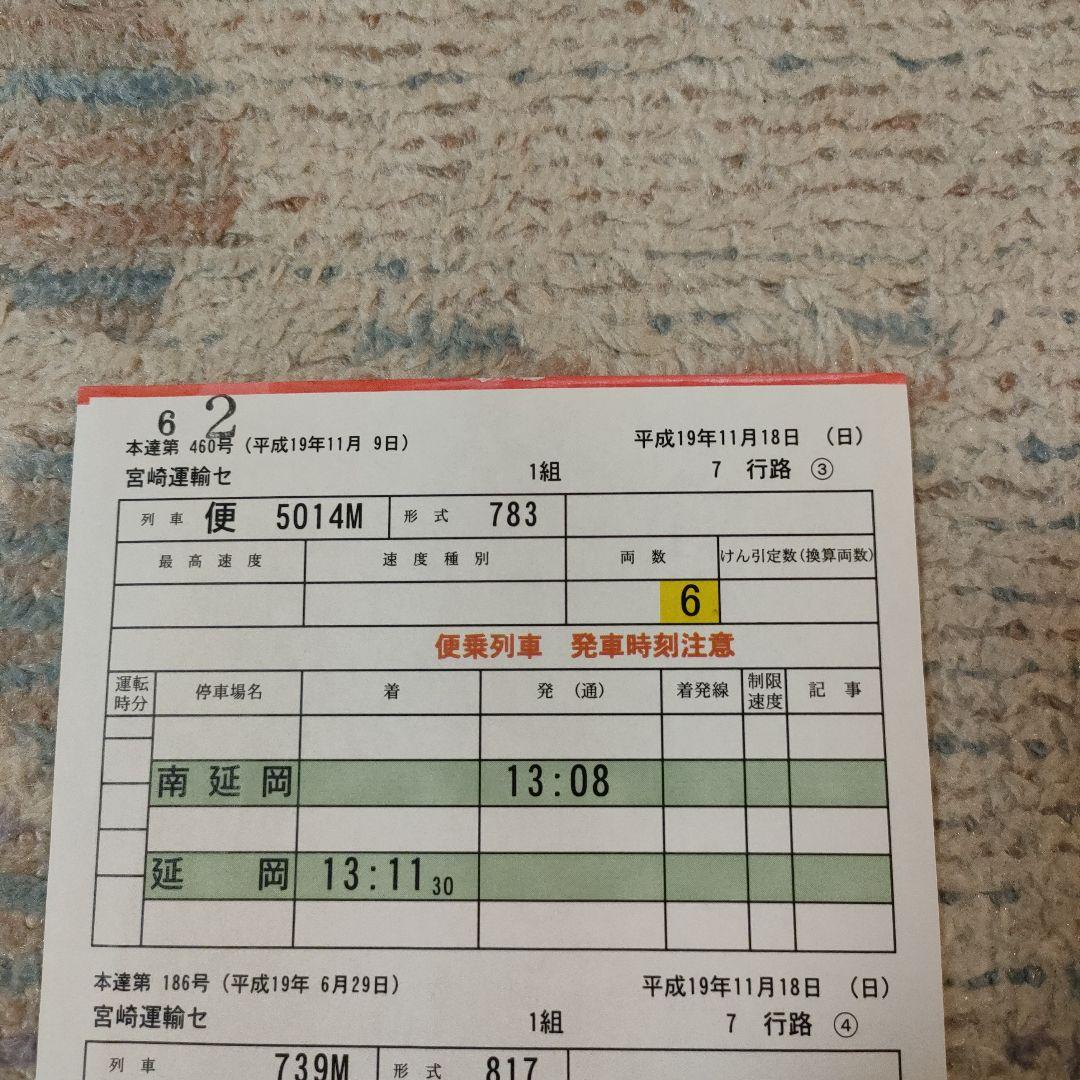 6 2
本達第 460号 (平成19年11月 9日) 平成19年11月18日 (日)
宮崎運輸セ 1組 7 行路 ③
列車 便 5014M 形式 783
最高速度 速度種別 両数 けん引定数(換算両数)
6
便乗列車 発車時刻注意
運転時分 停車場名 着 発(通) 着発線 制限速度 記事
南延岡 13:08
延岡 13:11 30
本達第 186号 (平成19年 6月29日) 平成19年11月18日 (日)
宮崎運輸セ 1組 7 行路 ④
列車 739M 形式 817